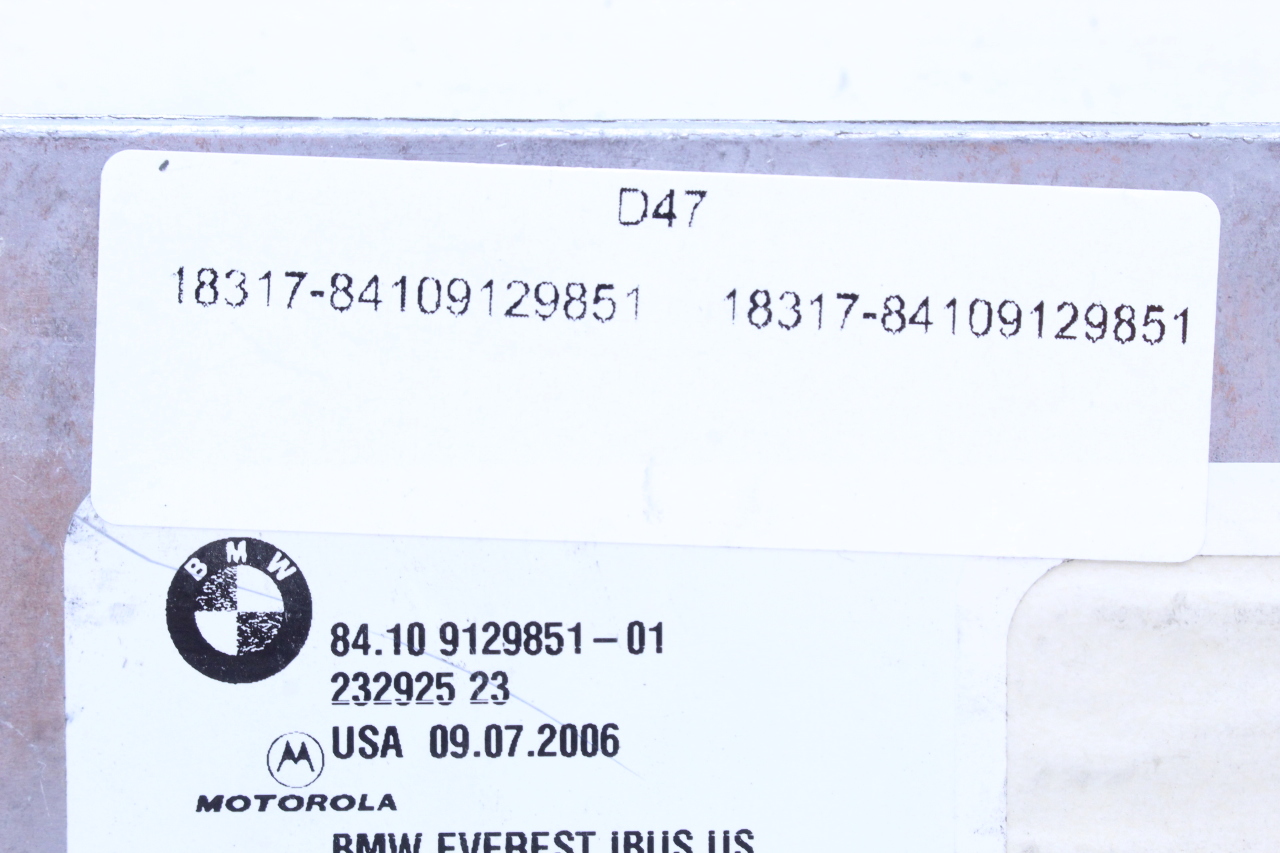 D47
18317-84109129851 18317-84109129851
BMW
84.10 9129851-01
232925 23
USA 09.07.2006
MOTOROLA
BMW EVEREST IBUS US